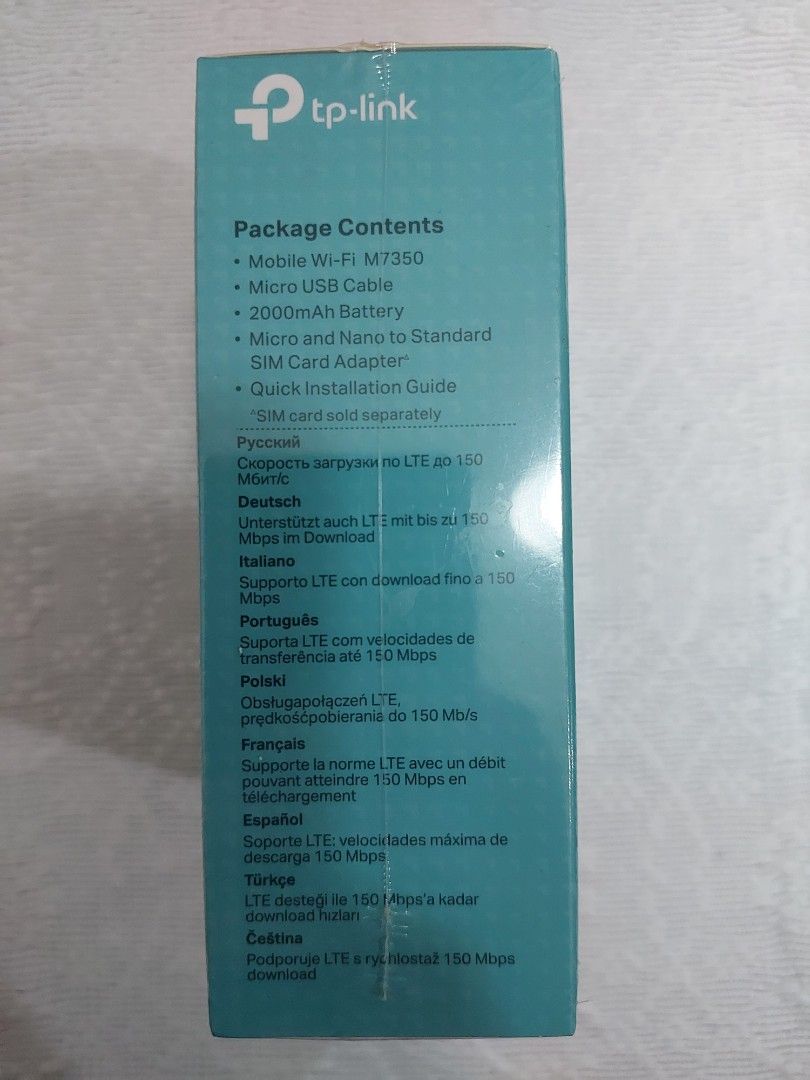 tp-link
Package Contents
• Mobile Wi-Fi M7350
• Micro USB Cable
• 2000mAh Battery
• Micro and Nano to Standard
SIM Card Adapter^
• Quick Installation Guide
^SIM card sold separately
Русский
Скорость загрузки по LTE до 150
Мбит/с
Deutsch
Unterstützt auch LTE mit bis zu 150
Mbps im Download
Italiano
Supporto LTE con download fino a 150
Mbps
Português
Suporta LTE com velocidades de
transferência até 150 Mbps
Polski
Obsługapołączeń LTE,
prędkośćpobierania do 150 Mb/s
Français
Supporte la norme LTE avec un débit
pouvant atteindre 150 Mbps en
téléchargement
Español
Soporte LTE: velocidades máxima de
descarga 150 Mbps
Türkçe
LTE desteği ile 150 Mbps'a kadar
download hızları
Čeština
Podporuje LTE s rychlostaž 150 Mbps
download